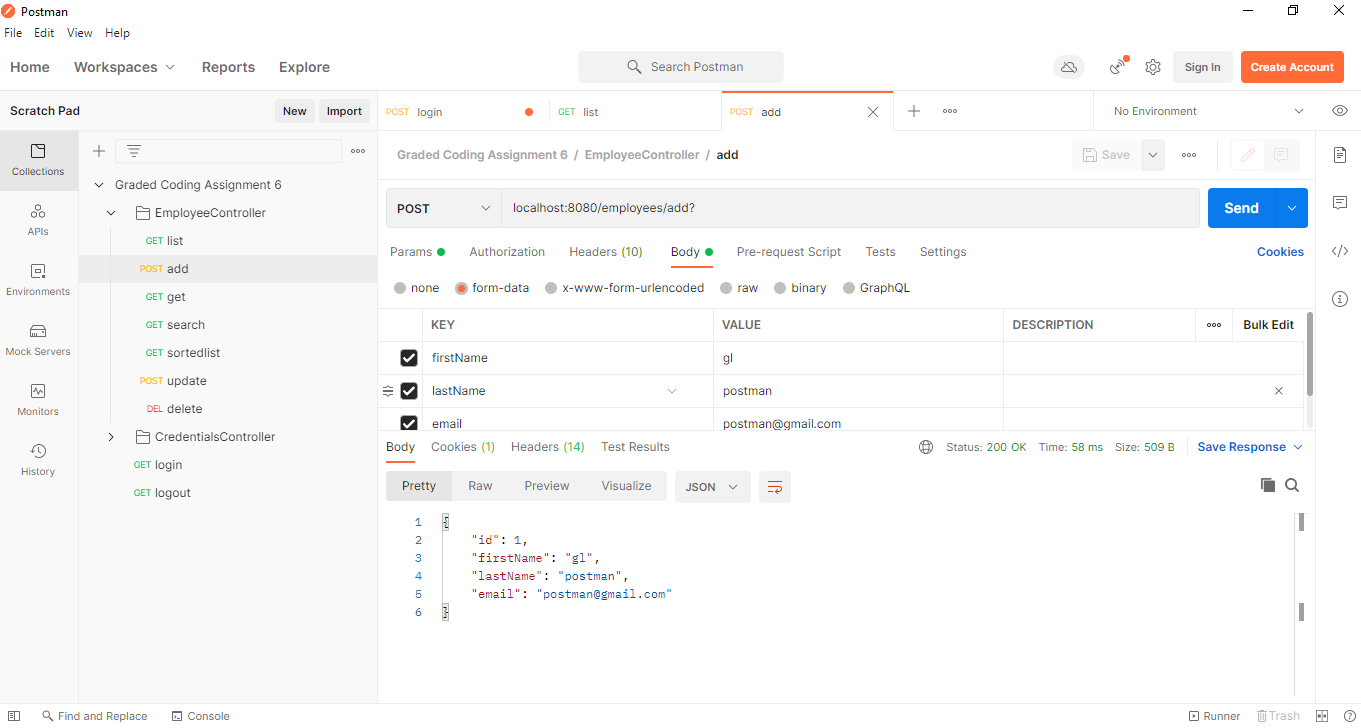 Postman
File Edit View Help
Home Workspaces Reports Explore Search Postman Sign In Create Account
Scratch Pad New Import
POST login GET list POST add No Environment
Collections
APIs
Environments
Mock Servers
Monitors
History
Graded Coding Assignment 6
EmployeeController
GET list
POST add
GET get
GET search
GET sortedlist
POST update
DEL delete
CredentialsController
GET login
GET logout
Graded Coding Assignment 6 / EmployeeController / add Save
POST localhost:8080/employees/add? Send
Params Authorization Headers (10) Body Pre-request Script Tests Settings Cookies
none form-data x-www-form-urlencoded raw binary GraphQL
KEY VALUE DESCRIPTION Bulk Edit
firstName gl
lastName postman
email postman@gmail.com
Body Cookies (1) Headers (14) Test Results Status: 200 OK Time: 58 ms Size: 509 B Save Response
Pretty Raw Preview Visualize JSON
1 {
2 "id": 1,
3 "firstName": "gl",
4 "lastName": "postman",
5 "email": "postman@gmail.com"
6 }
Find and Replace Console Runner Trash